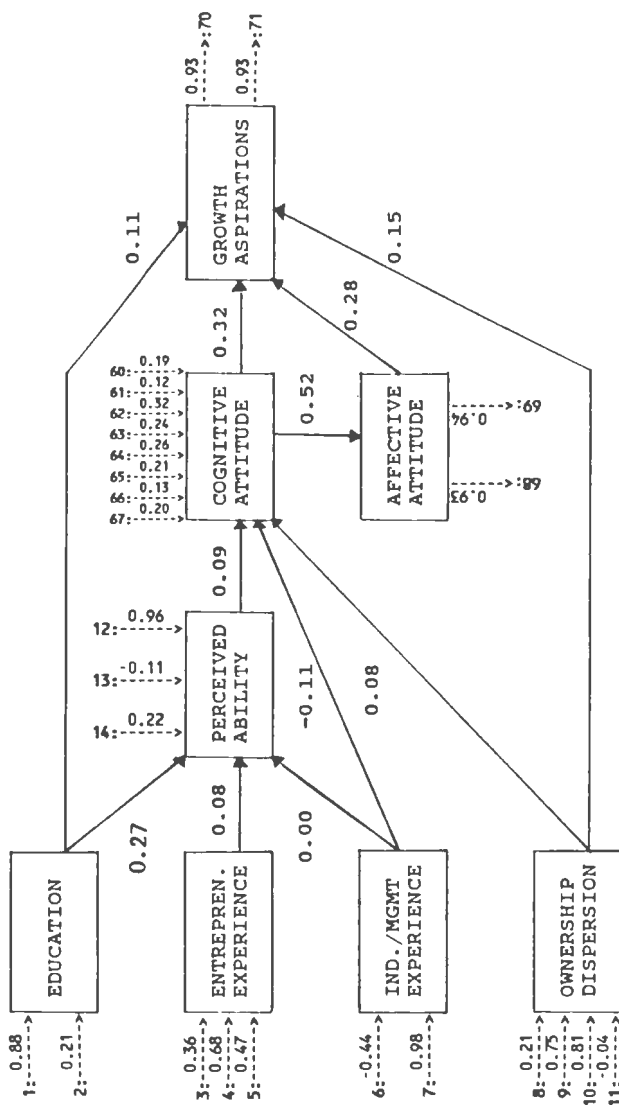 1: 0.88
2: 0.21
EDUCATION
0.11
0.27
3: 0.36
4: 0.68
5: 0.47
ENTREPREN.
EXPERIENCE
0.08
14: 0.22
13: -0.11
12: 0.96
PERCEIVED
ABILITY
0.09
67: 0.20
66: 0.13
65: 0.21
64: 0.26
63: 0.24
62: 0.32
61: 0.12
60: 0.19
COGNITIVE
ATTITUDE
0.32
GROWTH
ASPIRATIONS
0.93 :70
0.93 :71
6: -0.44
7: 0.98
IND./MGMT
EXPERIENCE
0.00
-0.11
0.08
0.52
AFFECTIVE
ATTITUDE
0.28
0.93
68:
0.94
69:
8: 0.21
9: 0.75
10: 0.81
11: -0.04
OWNERSHIP
DISPERSION
0.15